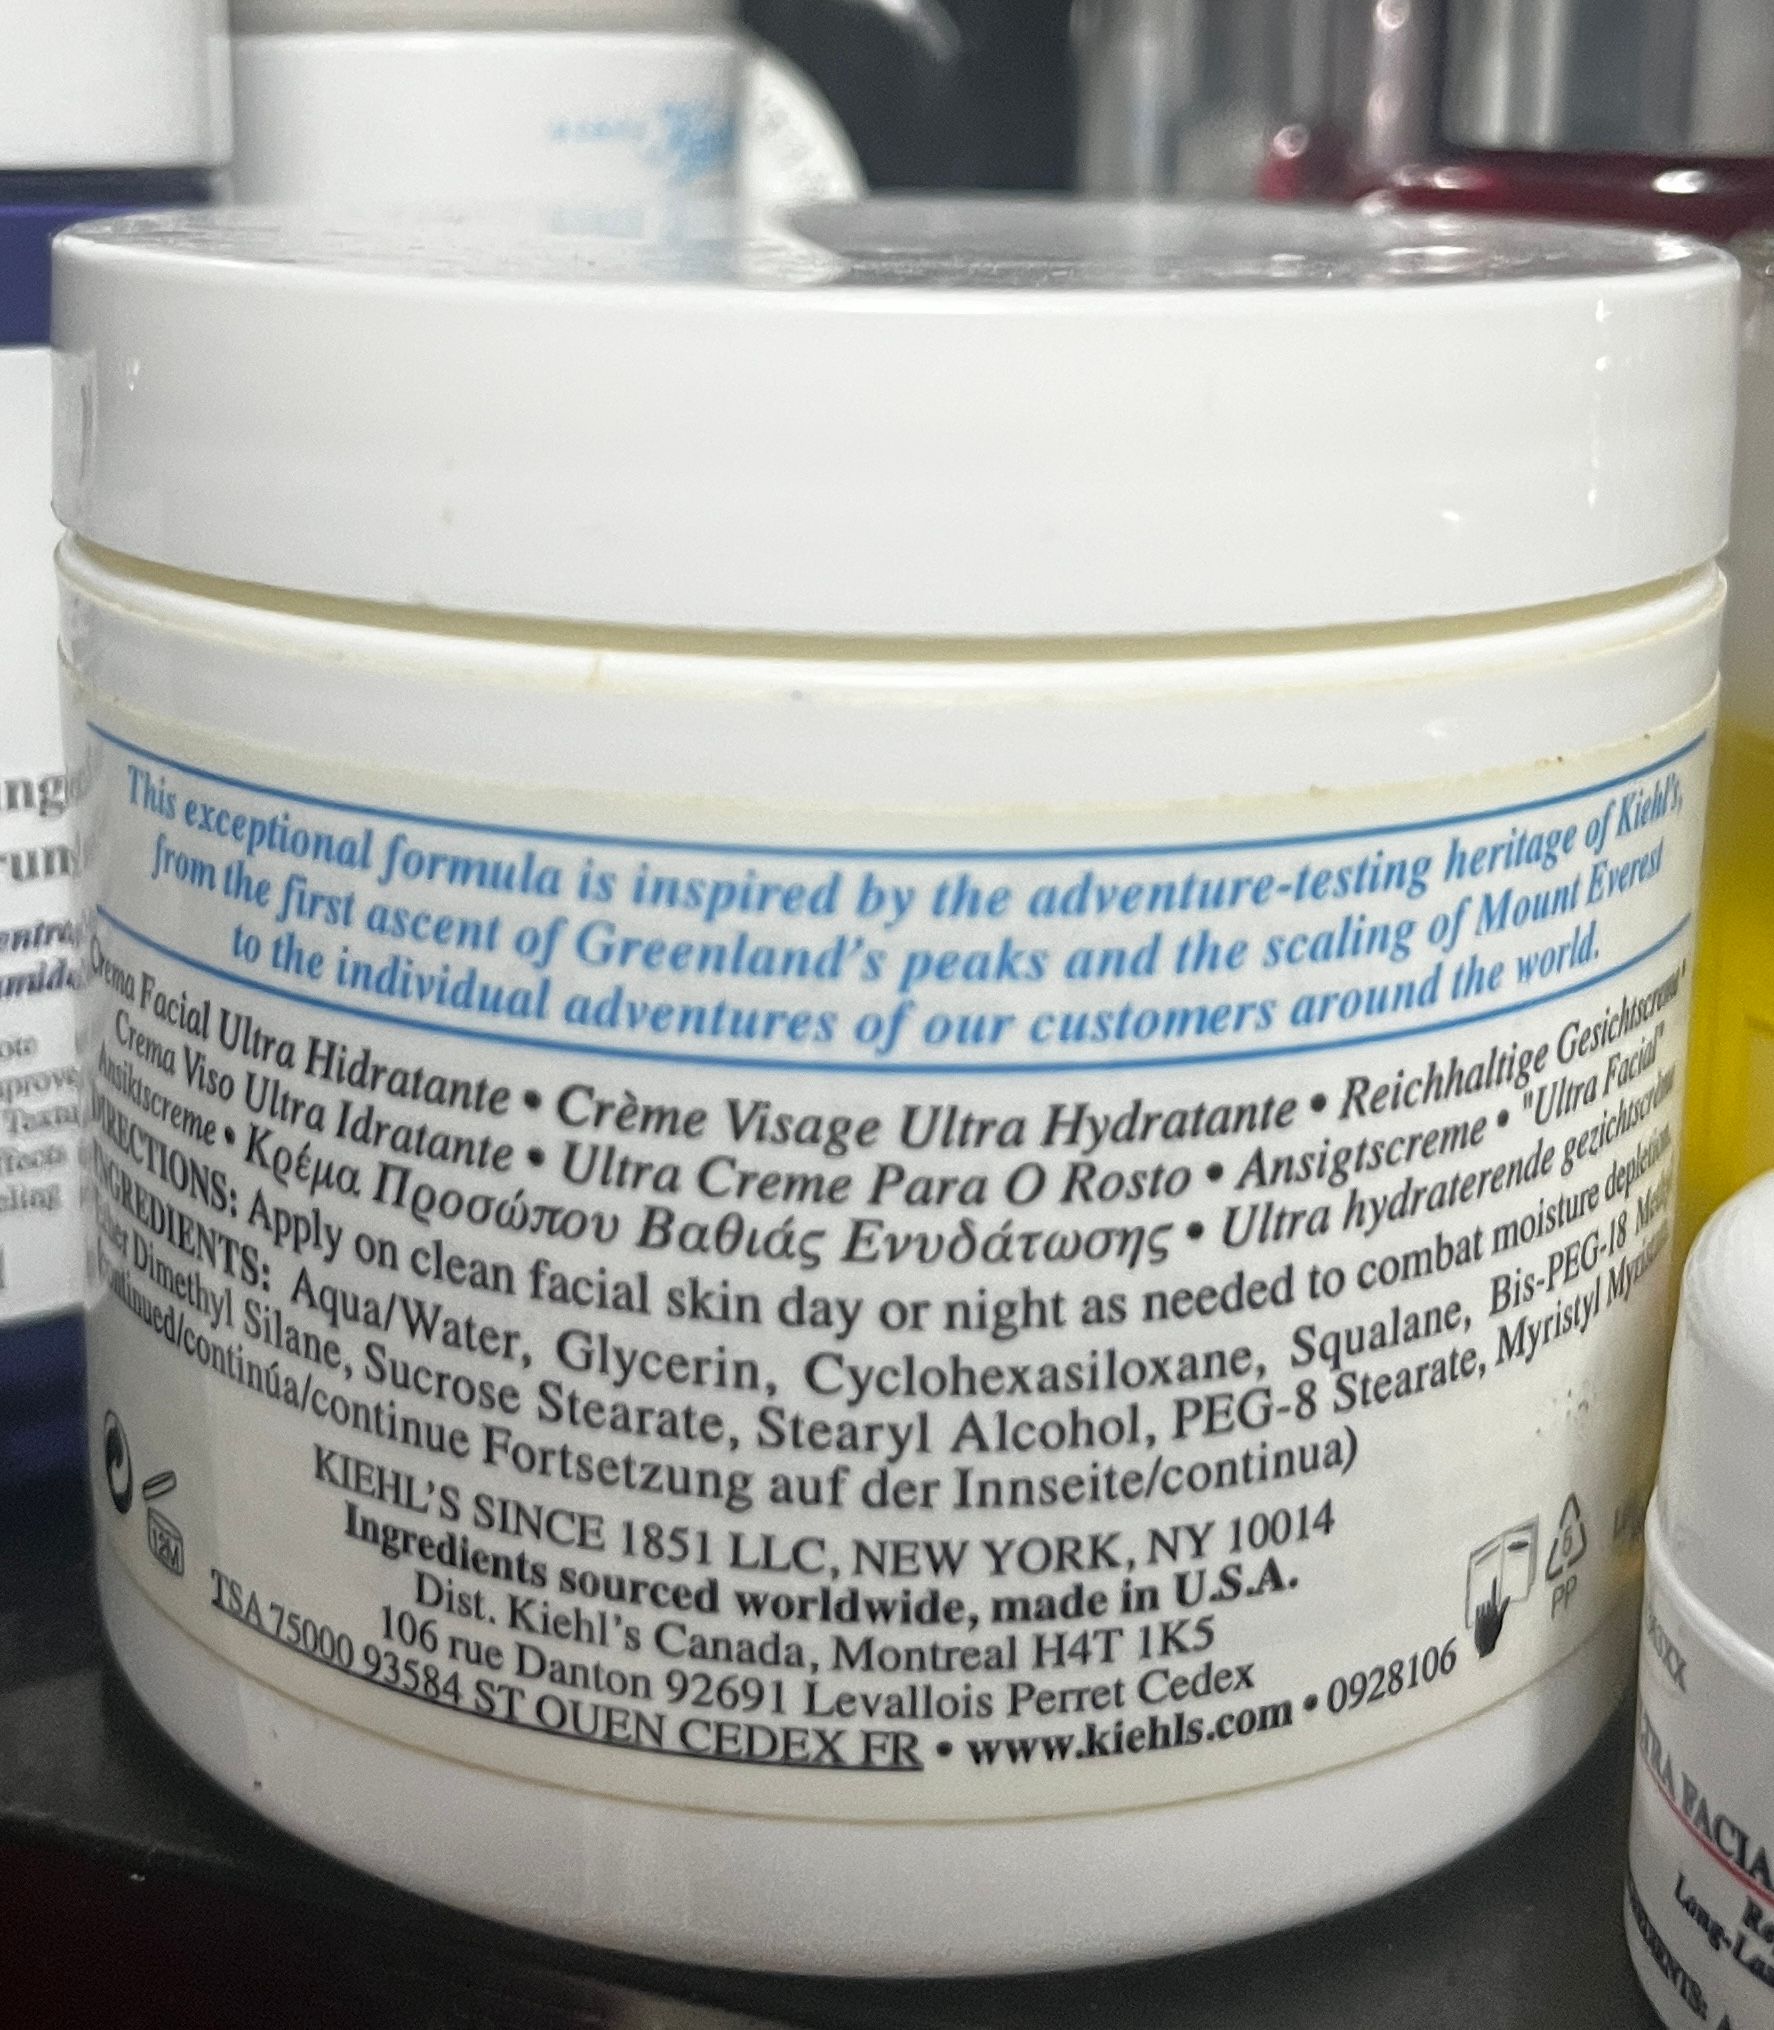 This exceptional formula is inspired by the adventure-testing heritage of Kiehl's,
from the first ascent of Greenland's peaks and the scaling of Mount Everest
to the individual adventures of our customers around the world.
Crema Facial Ultra Hidratante • Crème Visage Ultra Hydratante • Reichhaltige Gesichtscreme •
Crema Viso Ultra Idratante • Ultra Creme Para O Rosto • Ansigtscreme • "Ultra Facial"
Ansiktscreme • Κρέμα Προσώπου Βαθιάς Ενυδάτωσης • Ultra hydraterende gezichtscrème
DIRECTIONS: Apply on clean facial skin day or night as needed to combat moisture depletion.
INGREDIENTS: Aqua/Water, Glycerin, Cyclohexasiloxane, Squalane, Bis-PEG-18 Methyl
Ether Dimethyl Silane, Sucrose Stearate, Stearyl Alcohol, PEG-8 Stearate, Myristyl Myristate
(continued/continúa/continue Fortsetzung auf der Innseite/continua)
KIEHL'S SINCE 1851 LLC, NEW YORK, NY 10014
Ingredients sourced worldwide, made in U.S.A.
Dist. Kiehl's Canada, Montreal H4T 1K5
106 rue Danton 92691 Levallois Perret Cedex
TSA 75000 93584 ST OUEN CEDEX FR • www.kiehls.com • 0928106
12M
5
PP
FACIA
Long-Las